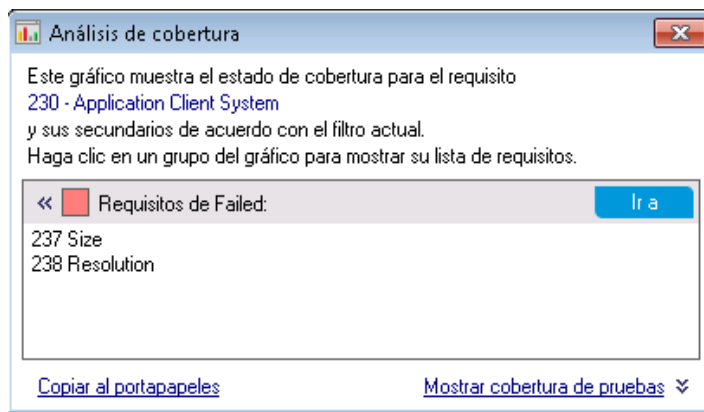 Análisis de cobertura
Este gráfico muestra el estado de cobertura para el requisito
230 - Application Client System
y sus secundarios de acuerdo con el filtro actual.
Haga clic en un grupo del gráfico para mostrar su lista de requisitos.
« Requisitos de Failed: Ir a
237 Size
238 Resolution
Copiar al portapapeles Mostrar cobertura de pruebas